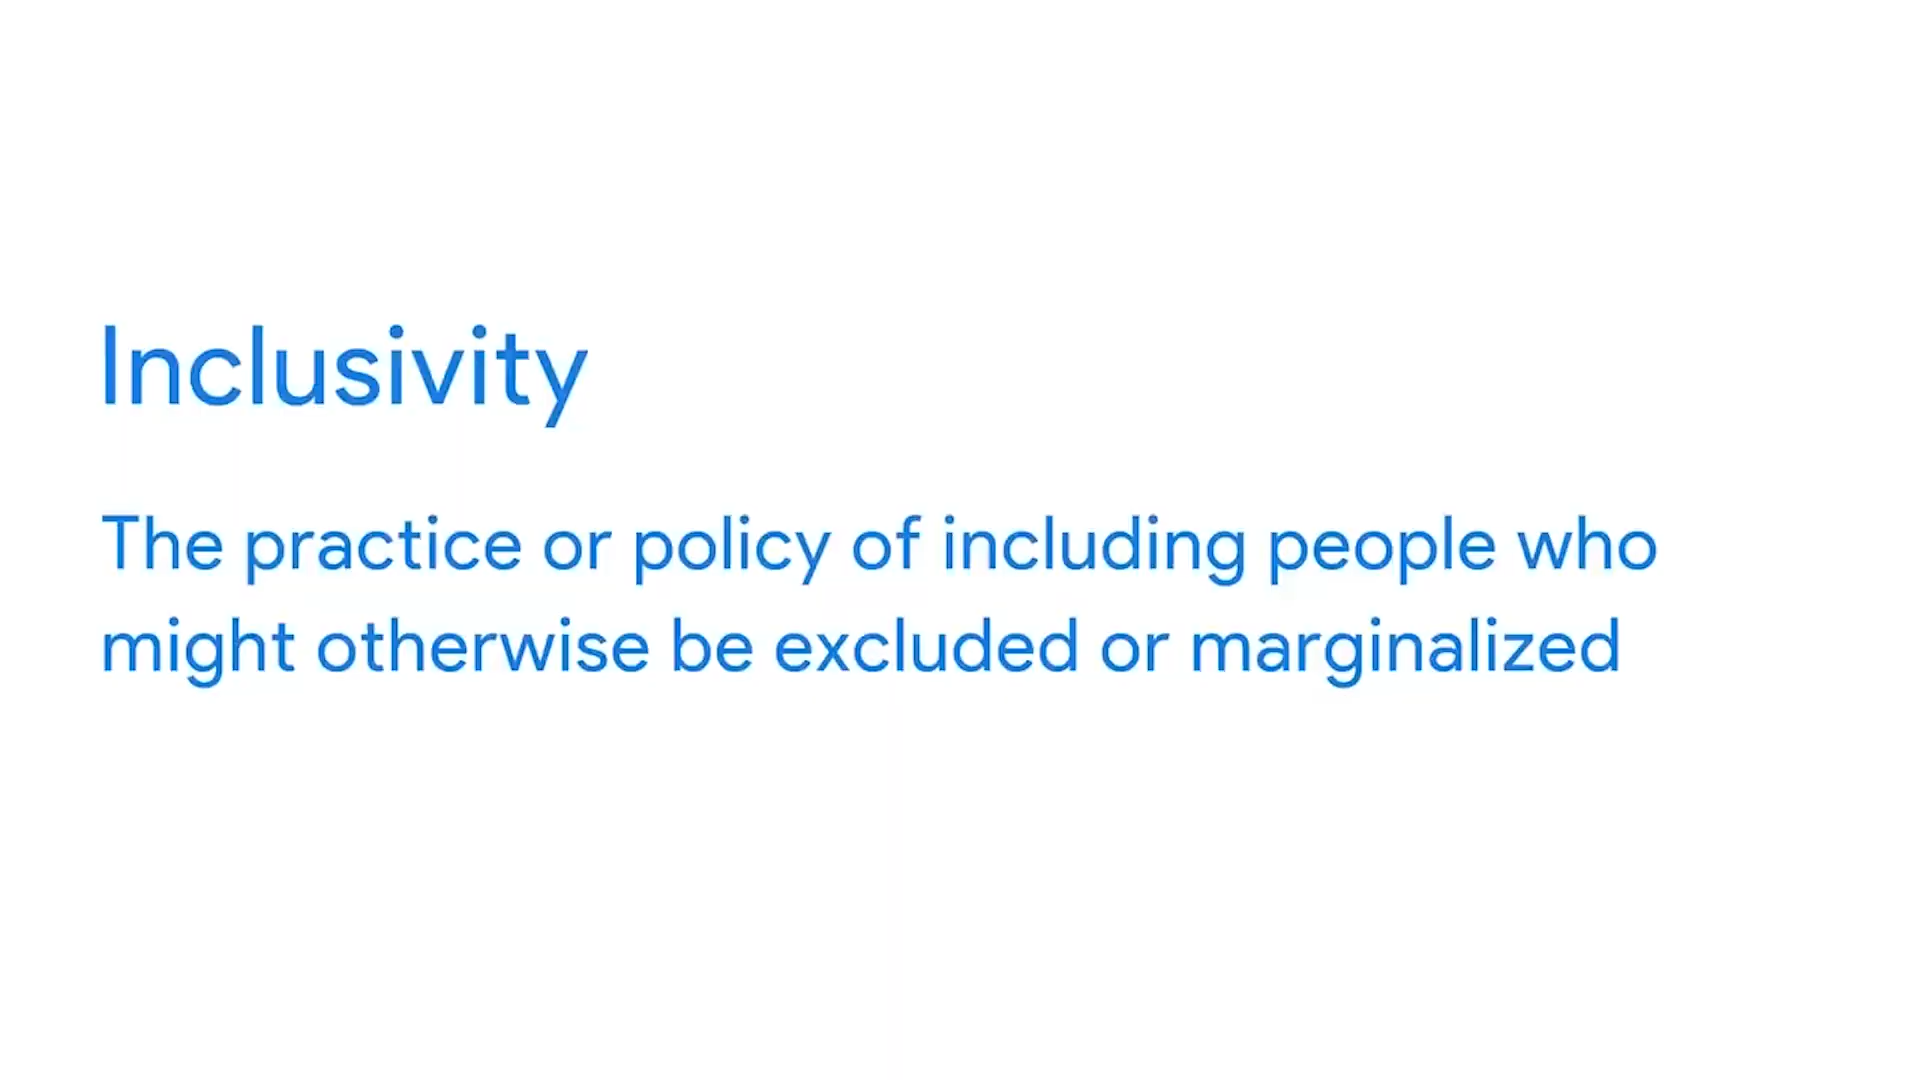 Inclusivity
The practice or policy of including people who
might otherwise be excluded or marginalized